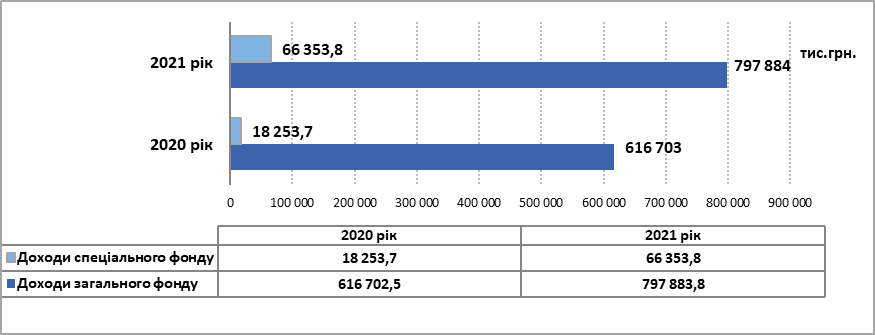 тис.грн.
2021 рік
66 353,8
797 884
2020 рік
18 253,7
616 703
0 100 000 200 000 300 000 400 000 500 000 600 000 700 000 800 000 900 000
2020 рік 2021 рік
Доходи спеціального фонду 18 253,7 66 353,8
Доходи загального фонду 616 702,5 797 883,8